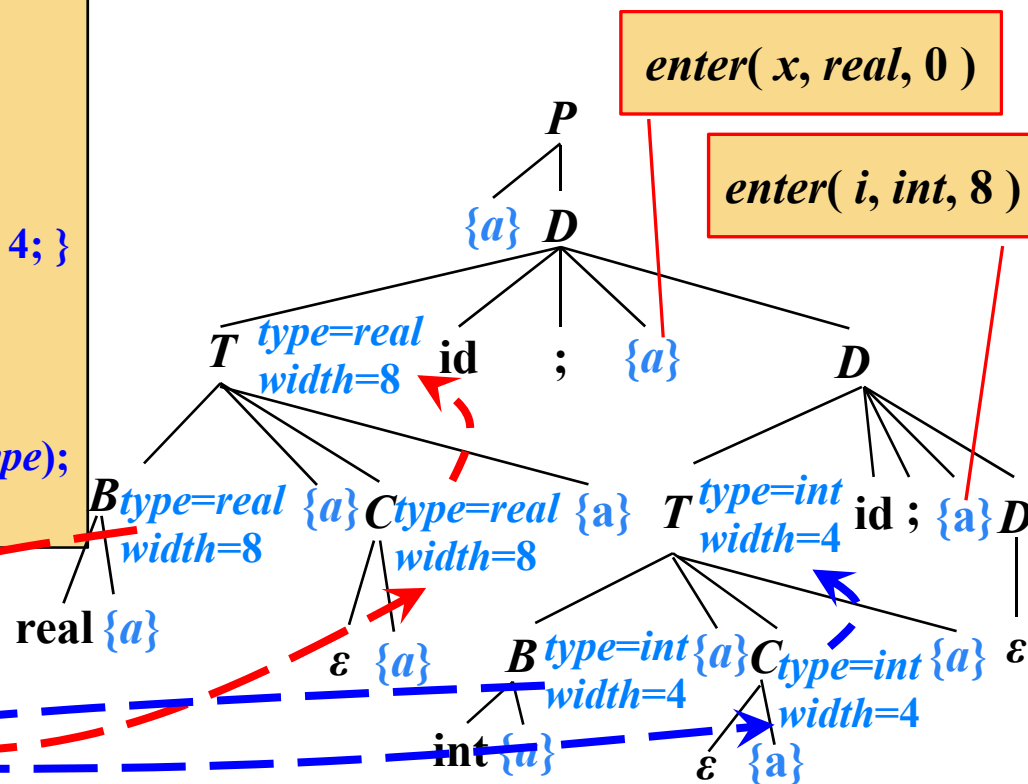 enter( x, real, 0 )
P
enter( i, int, 8 )
{a} D
4; }
T type=real id ; {a} D
width=8
pe);
B type=real {a} C type=real {a} T type=int id ; {a} D
width=8 width=8 width=4
real {a} ε {a} B type=int {a} C type=int {a} ε
width=4 width=4
int {a} ε {a}